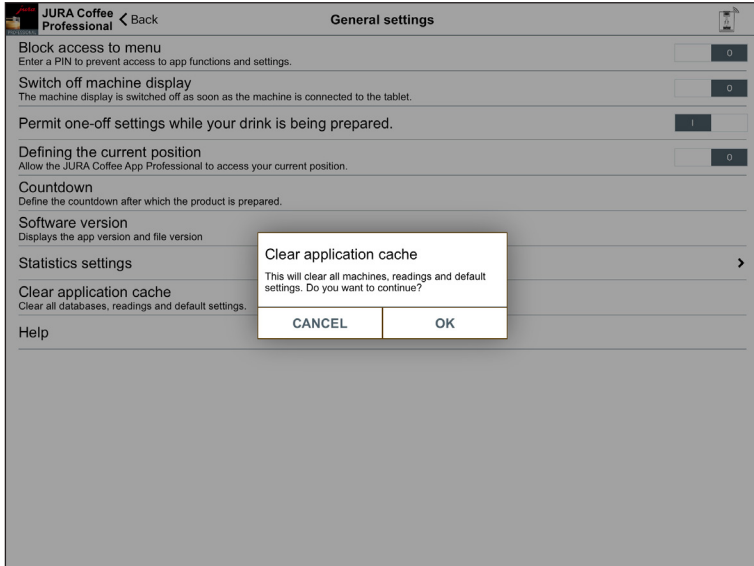 JURA Coffee
Professional
Back
General settings
Block access to menu
Enter a PIN to prevent access to app functions and settings.
O
Switch off machine display
The machine display is switched off as soon as the machine is connected to the tablet.
O
Permit one-off settings while your drink is being prepared.
I
Defining the current position
Allow the JURA Coffee App Professional to access your current position.
O
Countdown
Define the countdown after which the product is prepared.
Software version
Displays the app version and file version
Statistics settings
Clear application cache
Clear all databases, readings and default settings.
Help
Clear application cache
This will clear all machines, readings and default
settings. Do you want to continue?
CANCEL
OK